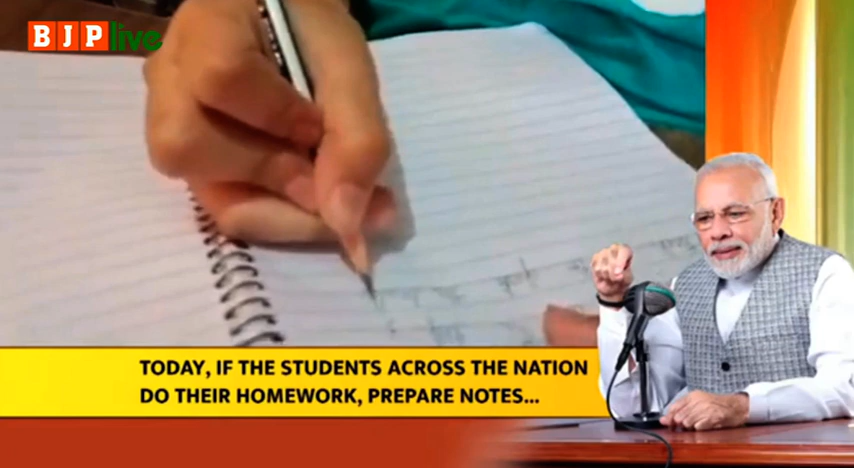 BJP live
TODAY, IF THE STUDENTS ACROSS THE NATION
DO THEIR HOMEWORK, PREPARE NOTES...